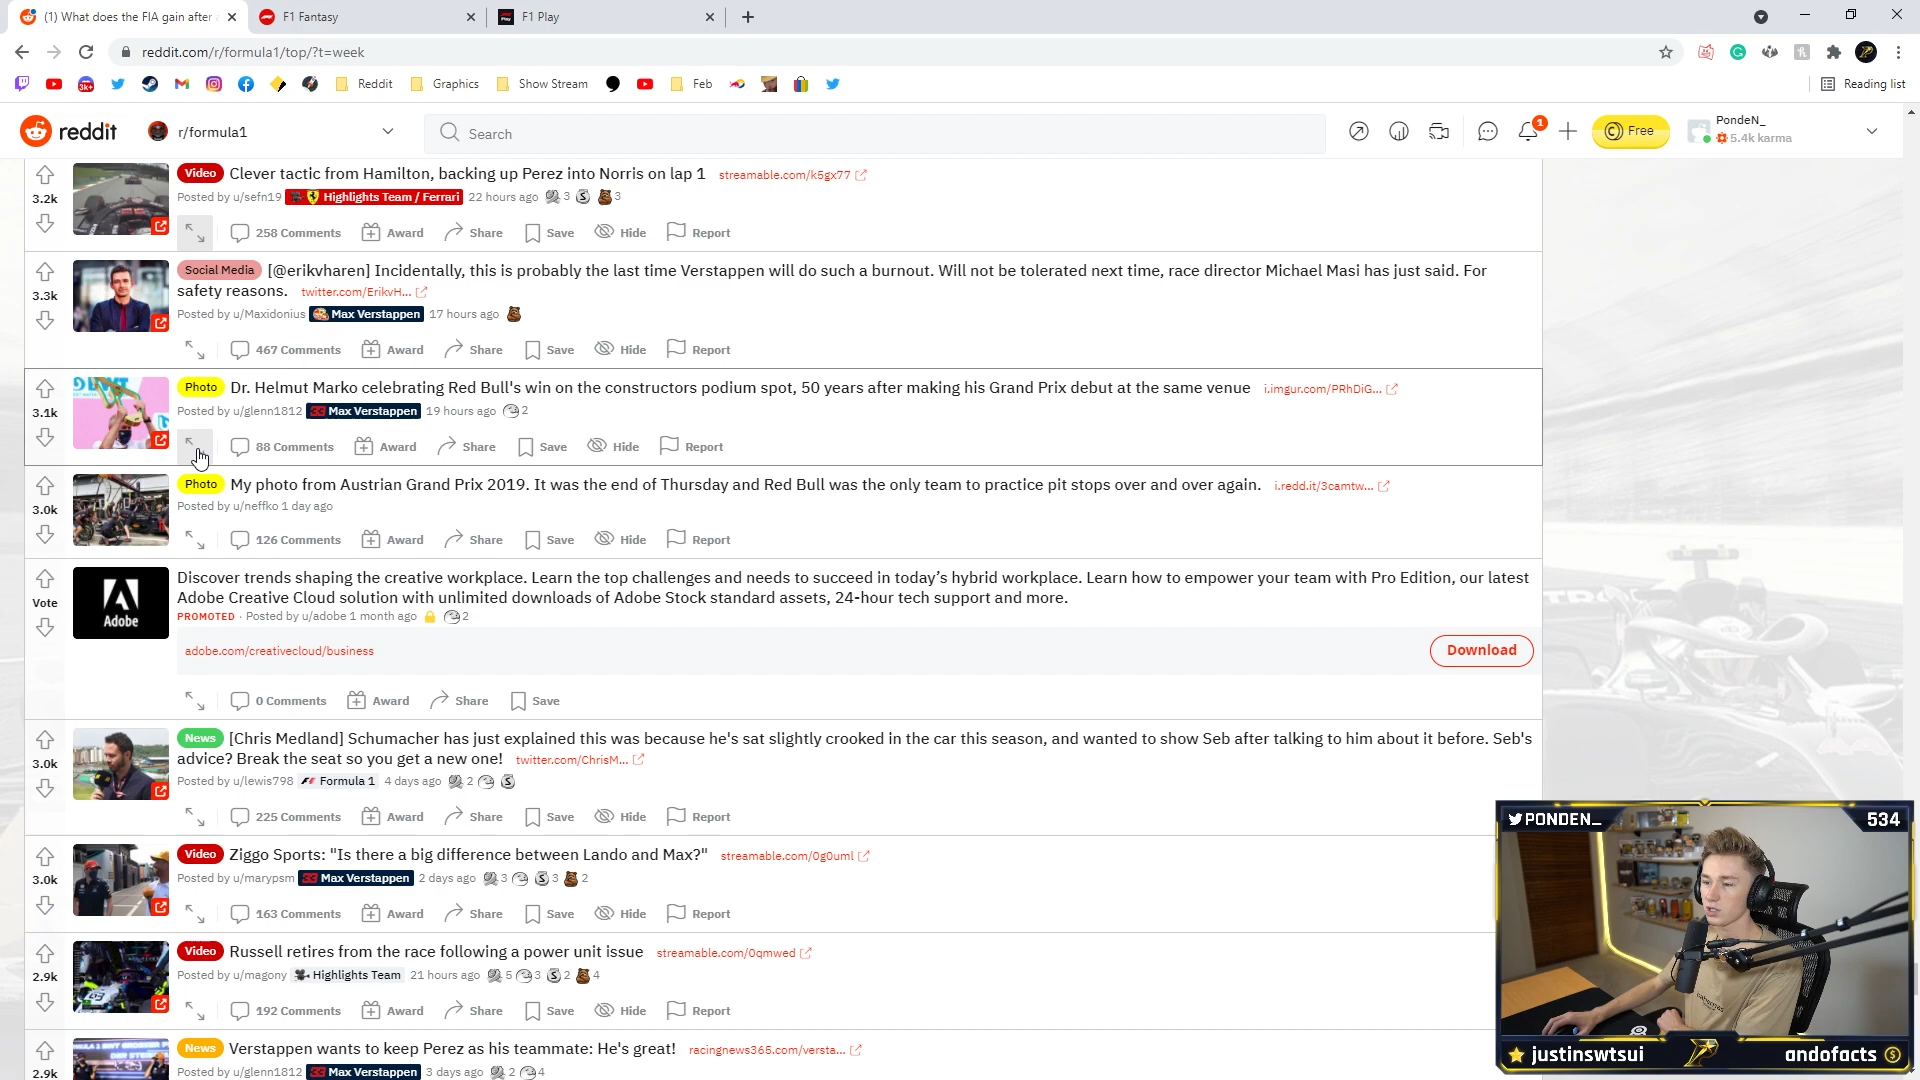 (1) What does the FIA gain after
F1 Fantasy
F1 Play
reddit.com/r/formula1/top/?t=week
3k+
Reddit
Graphics
Show Stream
Feb
Reading list
reddit
r/formula1
Search
1
Free
PondeN_
5.4k karma
Video Clever tactic from Hamilton, backing up Perez into Norris on lap 1 streamable.com/k5gx77
3.2k
Posted by u/sefn19 Highlights Team / Ferrari 22 hours ago 3 S 3
258 Comments Award Share Save Hide Report
Social Media [@erikvharen] Incidentally, this is probably the last time Verstappen will do such a burnout. Will not be tolerated next time, race director Michael Masi has just said. For
3.3k
safety reasons. twitter.com/ErikvH...
Posted by u/Maxidonius Max Verstappen 17 hours ago
467 Comments Award Share Save Hide Report
Photo Dr. Helmut Marko celebrating Red Bull's win on the constructors podium spot, 50 years after making his Grand Prix debut at the same venue i.imgur.com/PRhDiG...
3.1k
Posted by u/glenn1812 33 Max Verstappen 19 hours ago 2
88 Comments Award Share Save Hide Report
Photo My photo from Austrian Grand Prix 2019. It was the end of Thursday and Red Bull was the only team to practice pit stops over and over again. i.redd.it/3camtw...
3.0k
Posted by u/neffko 1 day ago
126 Comments Award Share Save Hide Report
Discover trends shaping the creative workplace. Learn the top challenges and needs to succeed in today's hybrid workplace. Learn how to empower your team with Pro Edition, our latest
Vote
Adobe Creative Cloud solution with unlimited downloads of Adobe Stock standard assets, 24-hour tech support and more.
Adobe
PROMOTED · Posted by u/adobe 1 month ago 2
adobe.com/creativecloud/business
Download
0 Comments Award Share Save
News [Chris Medland] Schumacher has just explained this was because he's sat slightly crooked in the car this season, and wanted to show Seb after talking to him about it before. Seb's
3.0k
advice? Break the seat so you get a new one! twitter.com/ChrisM...
Posted by u/lewis798 Formula 1 4 days ago 2 S
225 Comments Award Share Save Hide Report
Video Ziggo Sports: "Is there a big difference between Lando and Max?" streamable.com/0g0uml
3.0k
Posted by u/marypsm 33 Max Verstappen 2 days ago 3 S 3 2
163 Comments Award Share Save Hide Report
Video Russell retires from the race following a power unit issue streamable.com/0qmwed
2.9k
Posted by u/magony Highlights Team 21 hours ago 5 3 S 2 4
192 Comments Award Share Save Hide Report
News Verstappen wants to keep Perez as his teammate: He's great! racingnews365.com/versta...
2.9k
Posted by u/glenn1812 33 Max Verstappen 3 days ago 2 4
PONDEN_
534
justinswtsui
andofacts